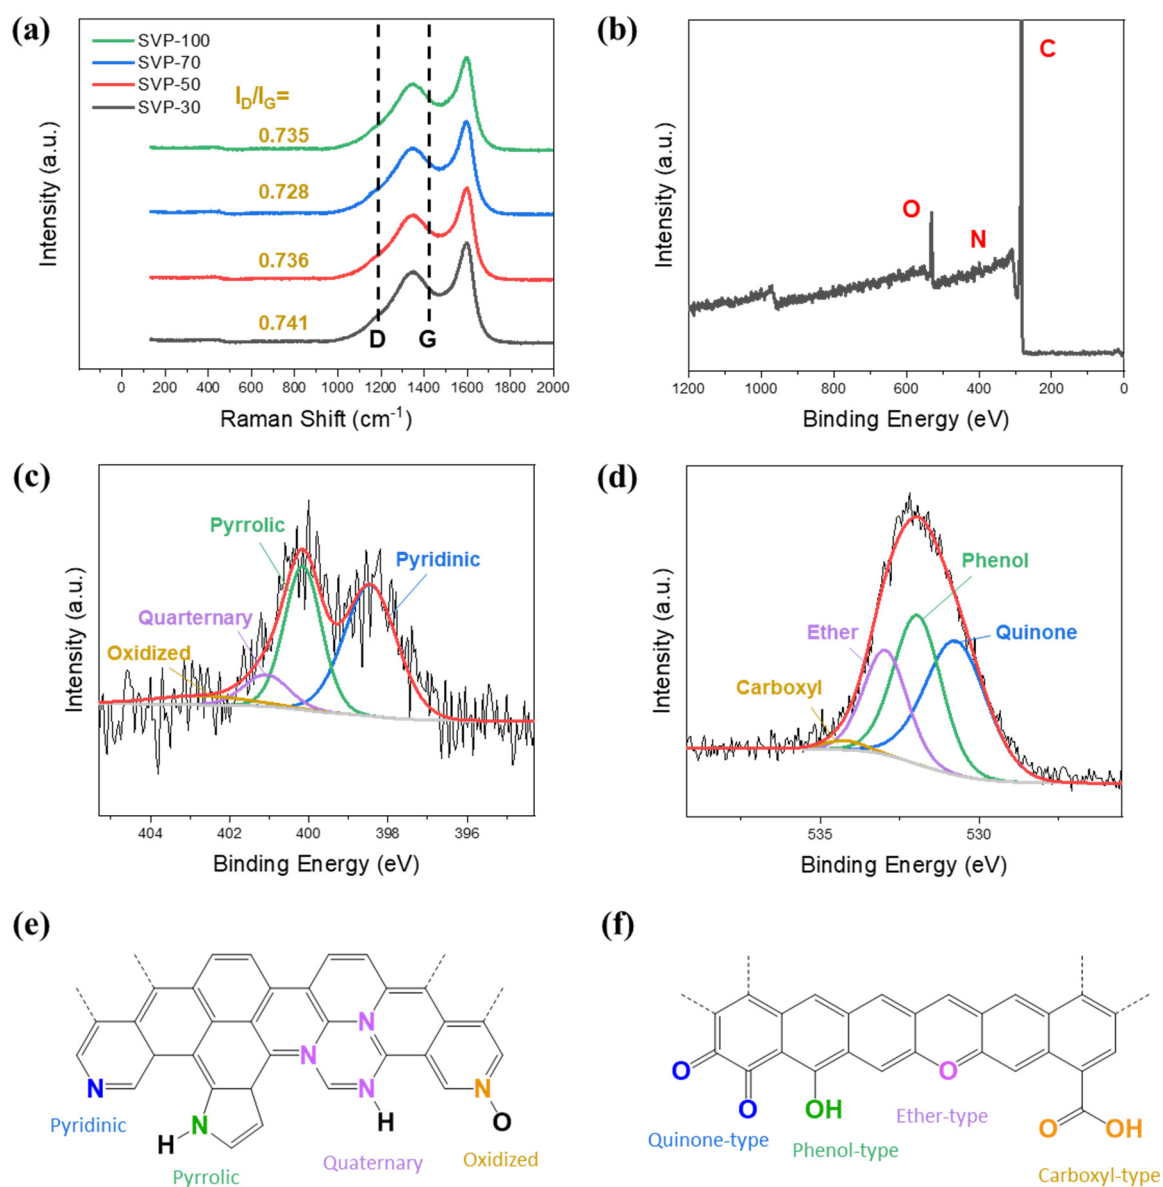 (a)
SVP-100
SVP-70
SVP-50
SVP-30
I_D/I_G=
0.735
0.728
0.736
0.741
D
G
Intensity (a.u.)
0 200 400 600 800 1000 1200 1400 1600 1800 2000
Raman Shift (cm⁻¹)
(b)
C
O
N
Intensity (a.u.)
1200 1000 800 600 400 200 0
Binding Energy (eV)
(c)
Pyrrolic
Pyridinic
Quarternary
Oxidized
Intensity (a.u.)
404 402 400 398 396
Binding Energy (eV)
(d)
Phenol
Ether
Quinone
Carboxyl
Intensity (a.u.)
535 530
Binding Energy (eV)
(e)
N
N
N
N
N
N
H
H
O
Pyridinic
Pyrrolic
Quaternary
Oxidized
(f)
O
O
OH
O
O
OH
Quinone-type
Phenol-type
Ether-type
Carboxyl-type